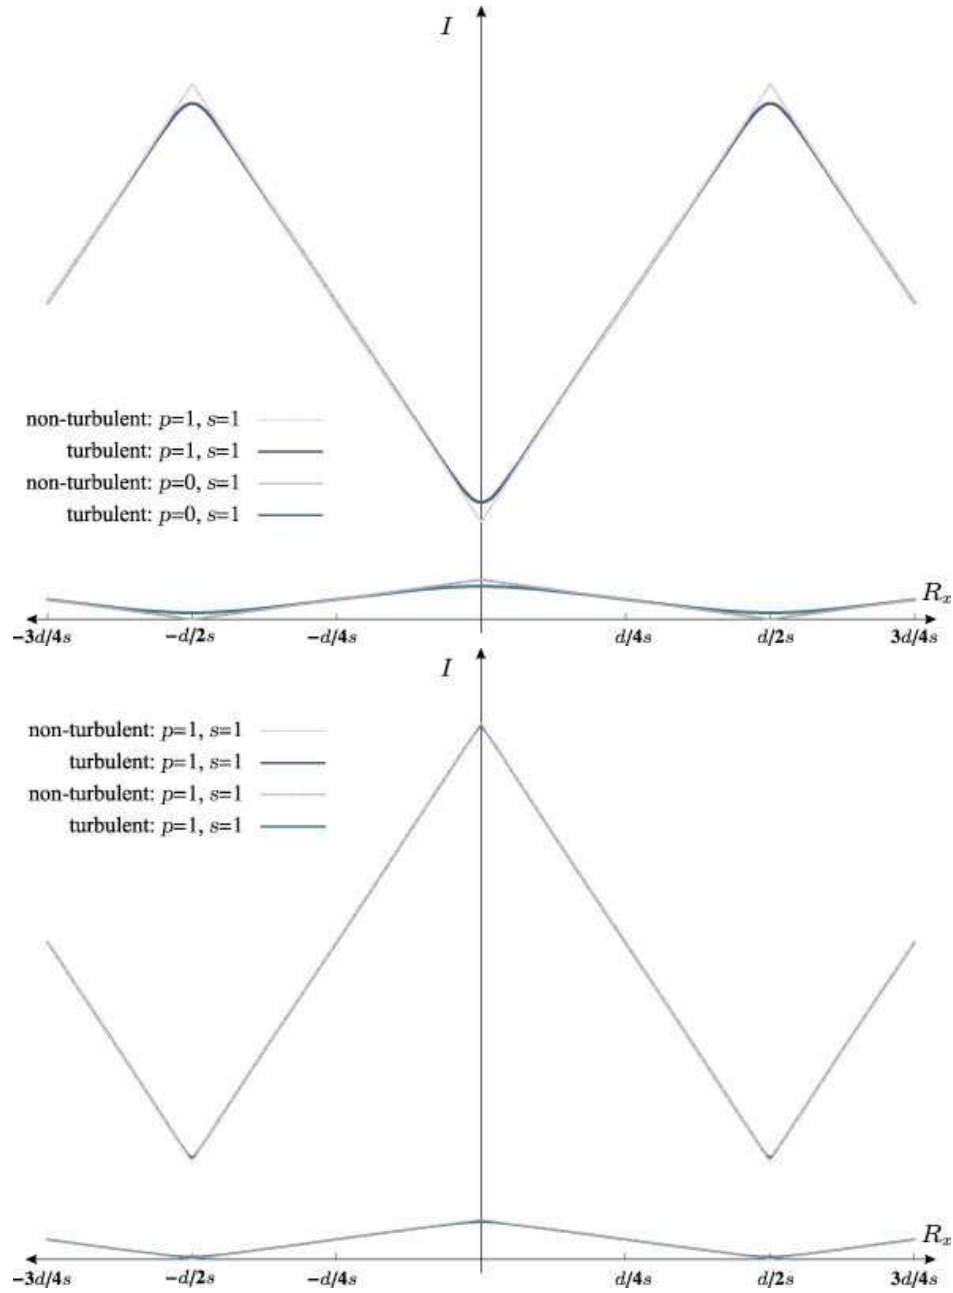 I
non-turbulent: p=1, s=1
turbulent: p=1, s=1
non-turbulent: p=0, s=1
turbulent: p=0, s=1
Rₓ
−3d/4s −d/2s −d/4s d/4s d/2s 3d/4s
I
non-turbulent: p=1, s=1
turbulent: p=1, s=1
non-turbulent: p=1, s=1
turbulent: p=1, s=1
Rₓ
−3d/4s −d/2s −d/4s d/4s d/2s 3d/4s